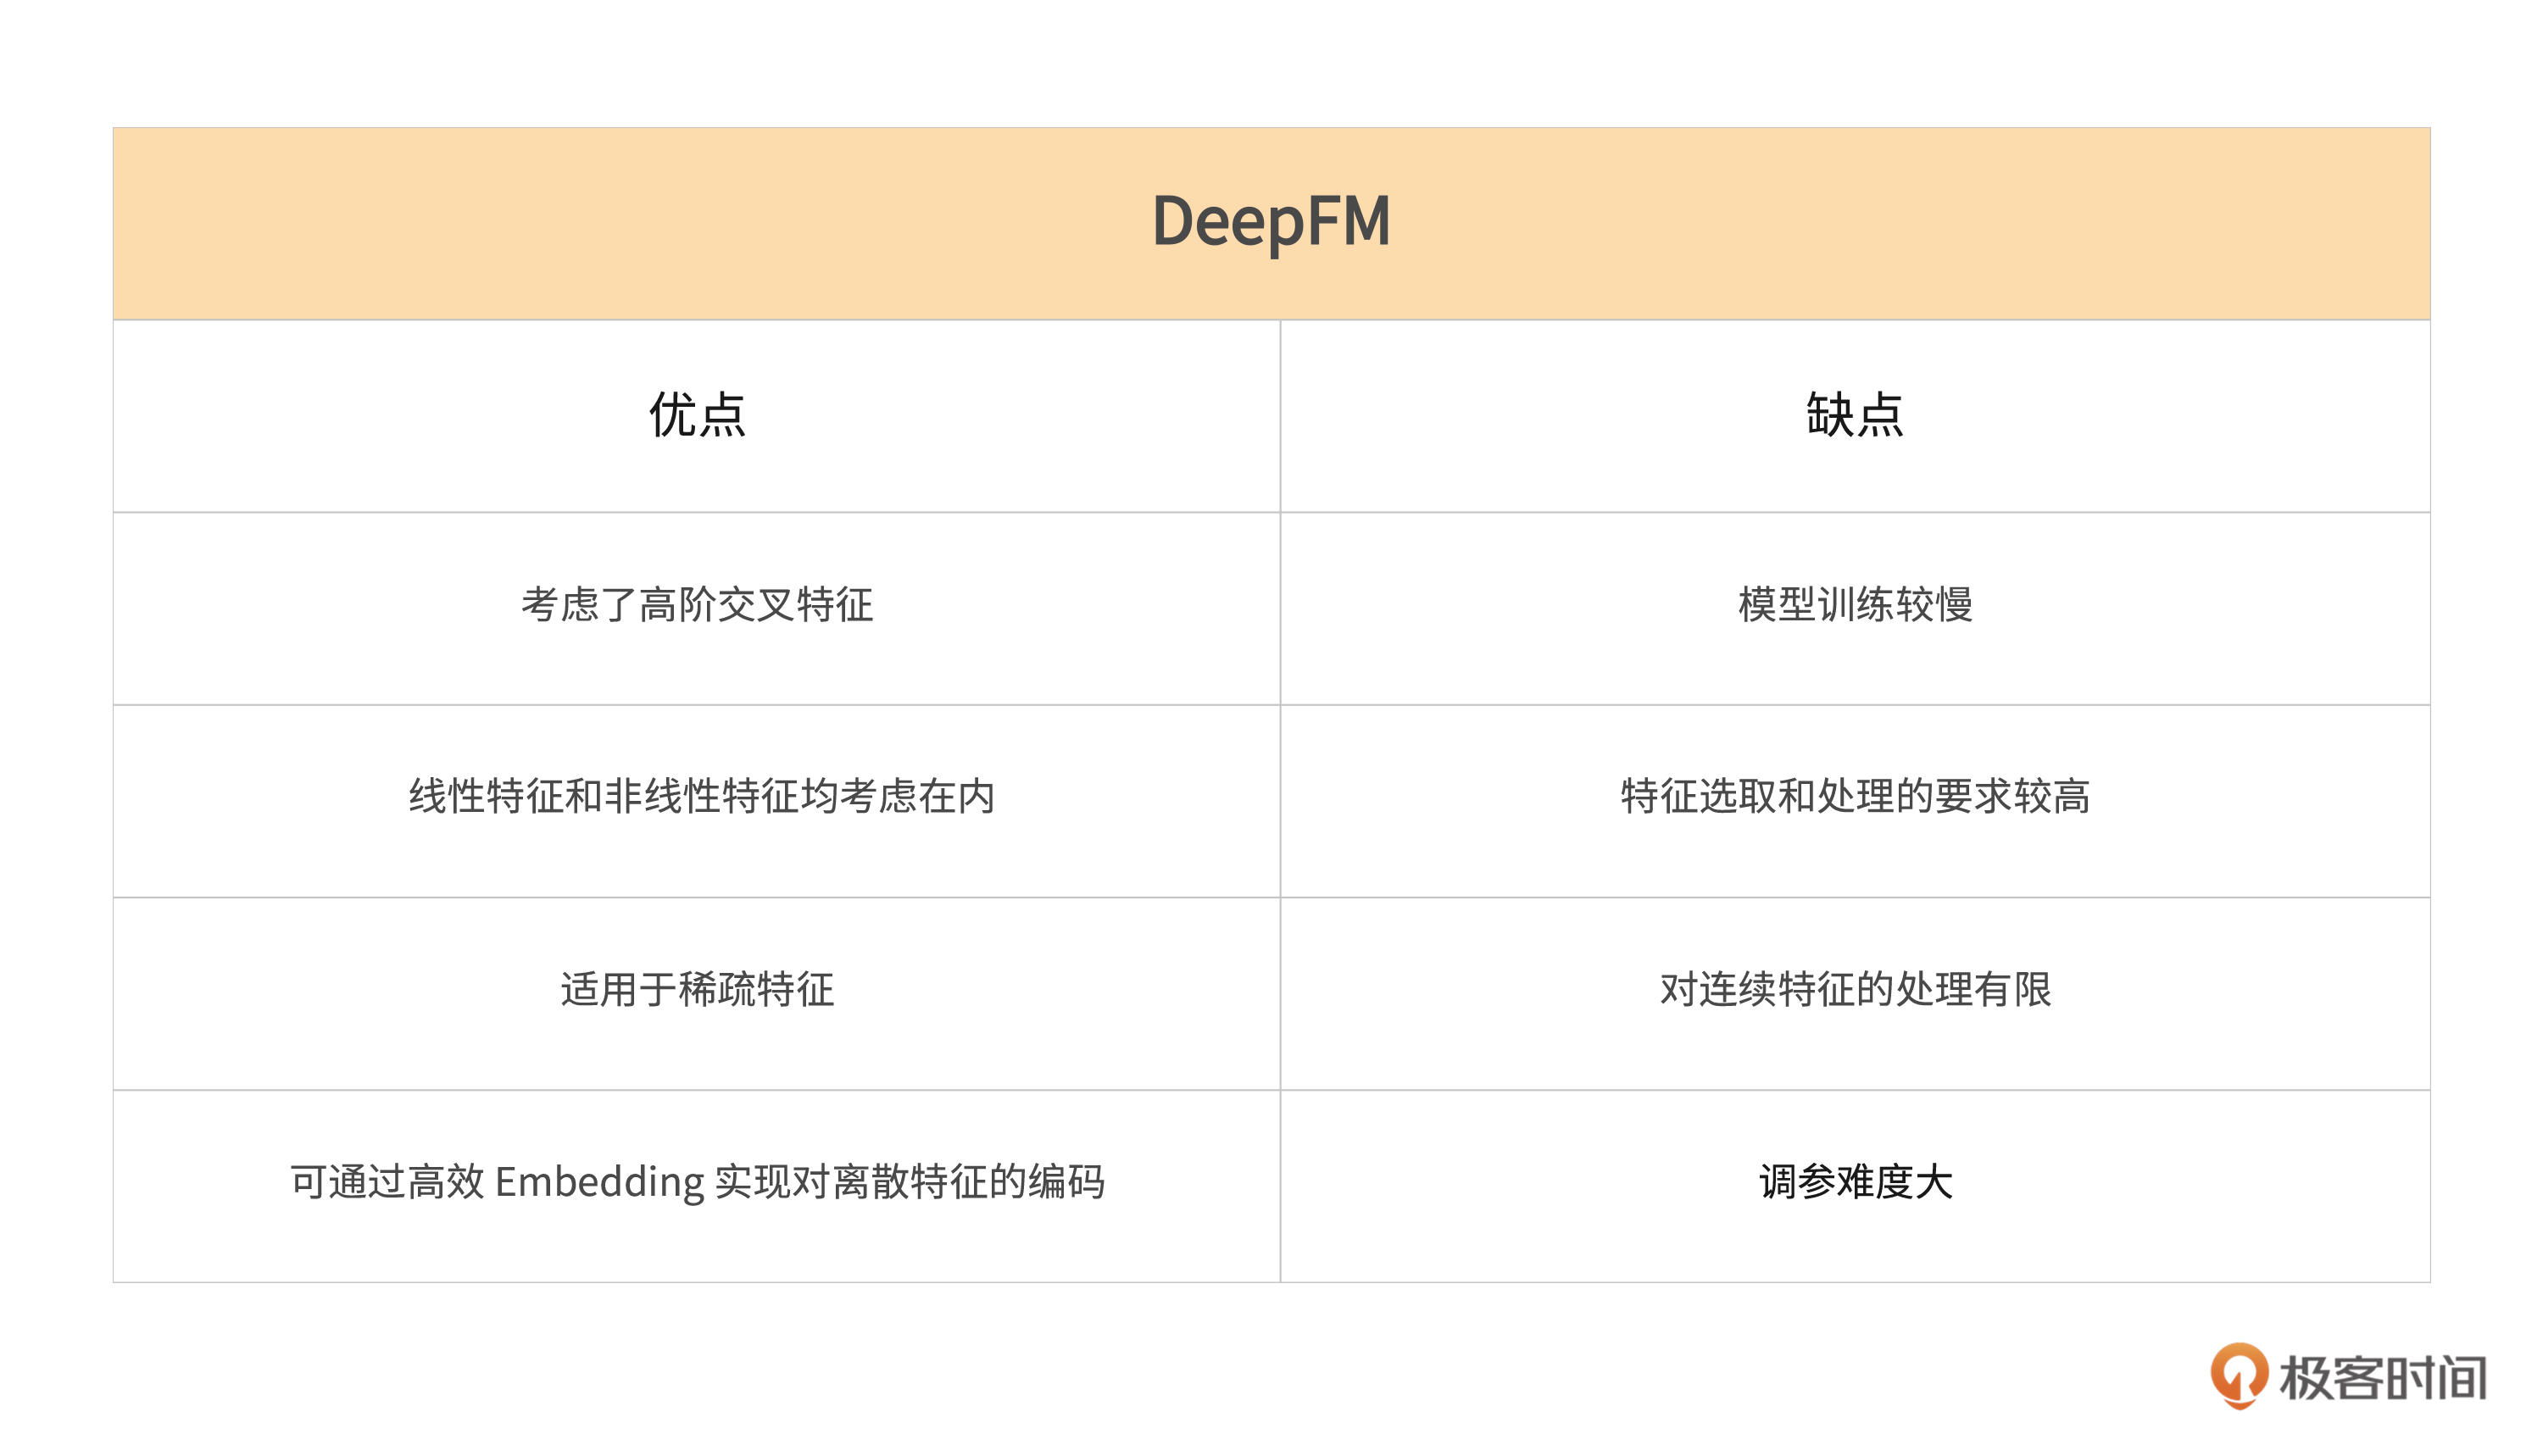 DeepFM
优点
缺点
考虑了高阶交叉特征
模型训练较慢
线性特征和非线性特征均考虑在内
特征选取和处理的要求较高
适用于稀疏特征
对连续特征的处理有限
可通过高效 Embedding 实现对离散特征的编码
调参难度大
极客时间